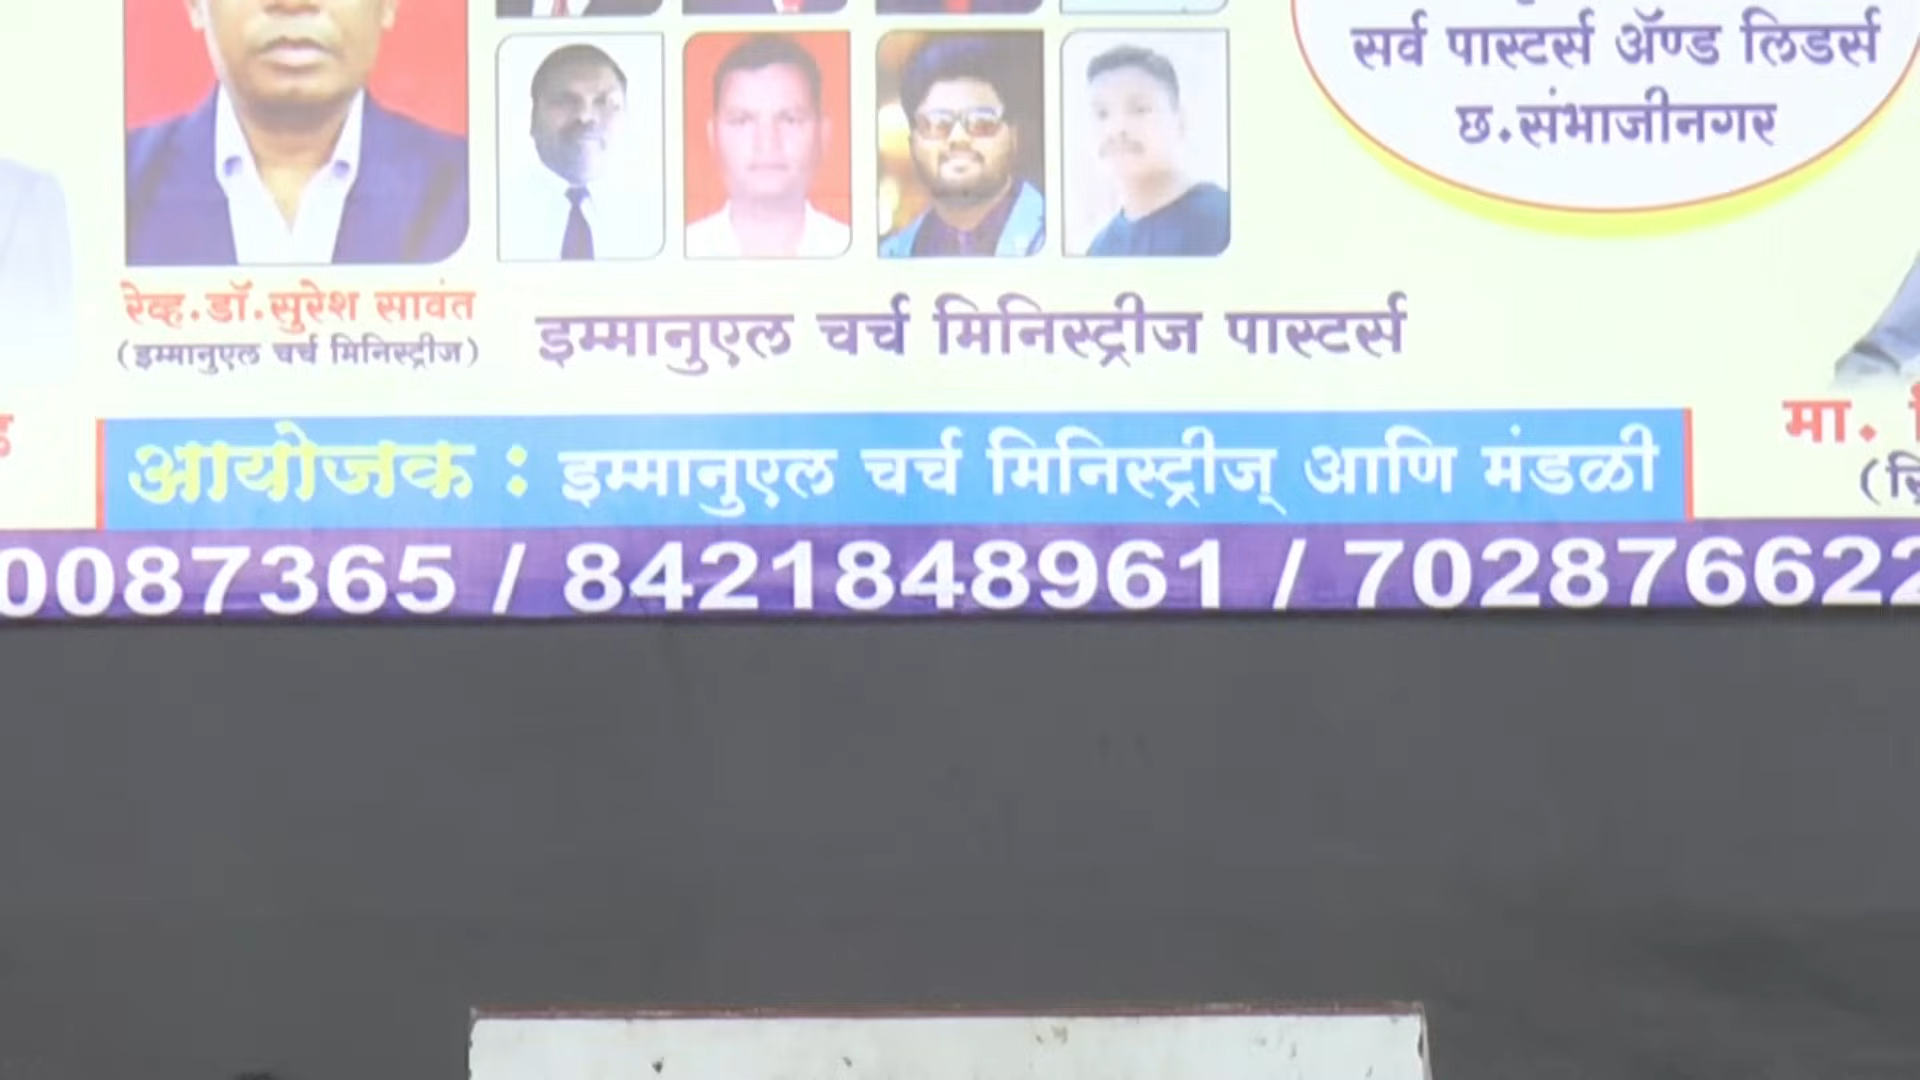 सर्व पास्टर्स ॲण्ड लिडर्स
छ.संभाजीनगर
रेव्ह.डॉ.सुरेश सावंत
(इम्मानुएल चर्च मिनिस्ट्रीज)
इम्मानुएल चर्च मिनिस्ट्रीज पास्टर्स
मा.
आयोजक : इम्मानुएल चर्च मिनिस्ट्रीज् आणि मंडळी
0087365 / 8421848961 / 702876622